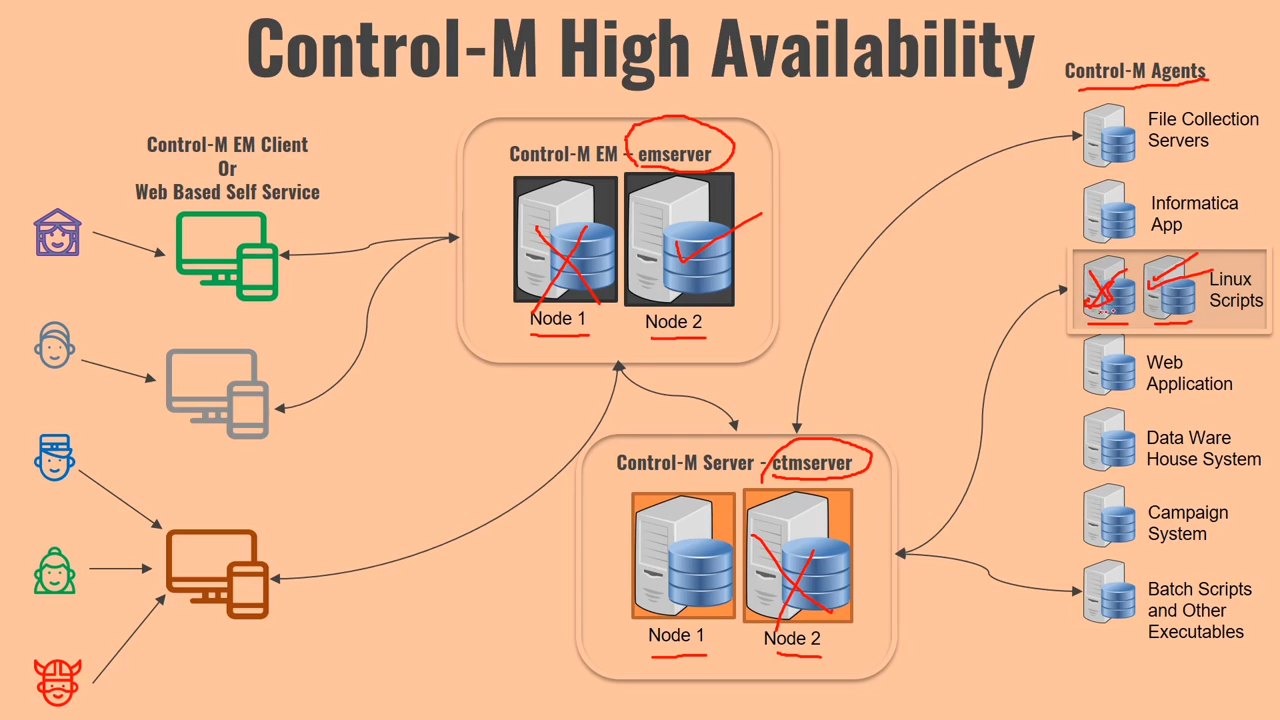 Control-M High Availability
Control-M Agents
Control-M EM Client
Or
Web Based Self Service
Control-M EM - emserver
Node 1
Node 2
Control-M Server - ctmserver
Node 1
Node 2
File Collection
Servers
Informatica
App
Linux
Scripts
Web
Application
Data Ware
House System
Campaign
System
Batch Scripts
and Other
Executables